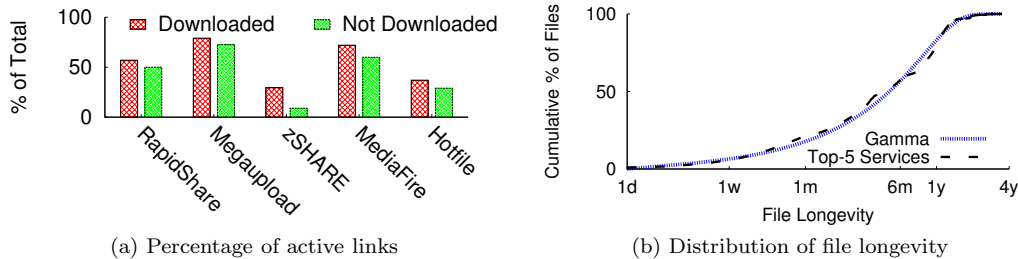 % of Total
100
50
0
Downloaded
Not Downloaded
RapidShare
Megaupload
zSHARE
MediaFire
Hotfile
(a) Percentage of active links
Cumulative % of Files
100
50
0
Gamma
Top-5 Services
1d
1w
1m
6m
1y
4y
File Longevity
(b) Distribution of file longevity